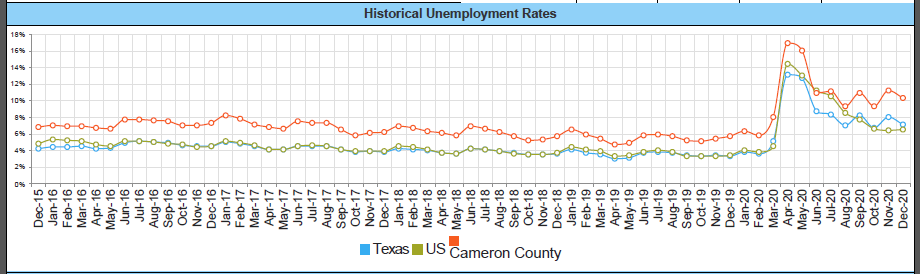 Historical Unemployment Rates
18%
16%
14%
12%
10%
8%
6%
4%
2%
0%
Dec-15
Jan-16
Feb-16
Mar-16
Apr-16
May-16
Jun-16
Jul-16
Aug-16
Sep-16
Oct-16
Nov-16
Dec-16
Jan-17
Feb-17
Mar-17
Apr-17
May-17
Jun-17
Jul-17
Aug-17
Sep-17
Oct-17
Nov-17
Dec-17
Jan-18
Feb-18
Mar-18
Apr-18
May-18
Jun-18
Jul-18
Aug-18
Sep-18
Oct-18
Nov-18
Dec-18
Jan-19
Feb-19
Mar-19
Apr-19
May-19
Jun-19
Jul-19
Aug-19
Sep-19
Oct-19
Nov-19
Dec-19
Jan-20
Feb-20
Mar-20
Apr-20
May-20
Jun-20
Jul-20
Aug-20
Sep-20
Oct-20
Nov-20
Dec-20
Texas US Cameron County